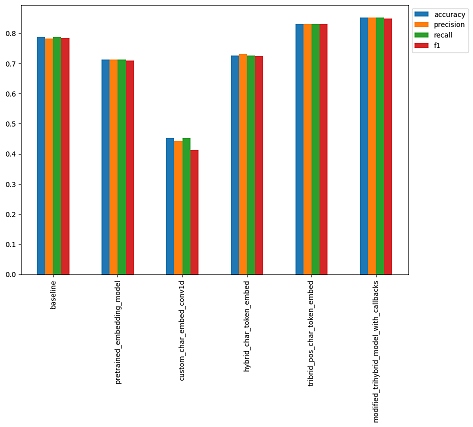 accuracy
precision
recall
f1
0.8
0.7
0.6
0.5
0.4
0.3
0.2
0.1
0.0
baseline
pretrained_embedding_model
custom_char_embed_conv1d
hybrid_char_token_embed
tribrid_pos_char_token_embed
modified_trihybrid_model_with_callbacks